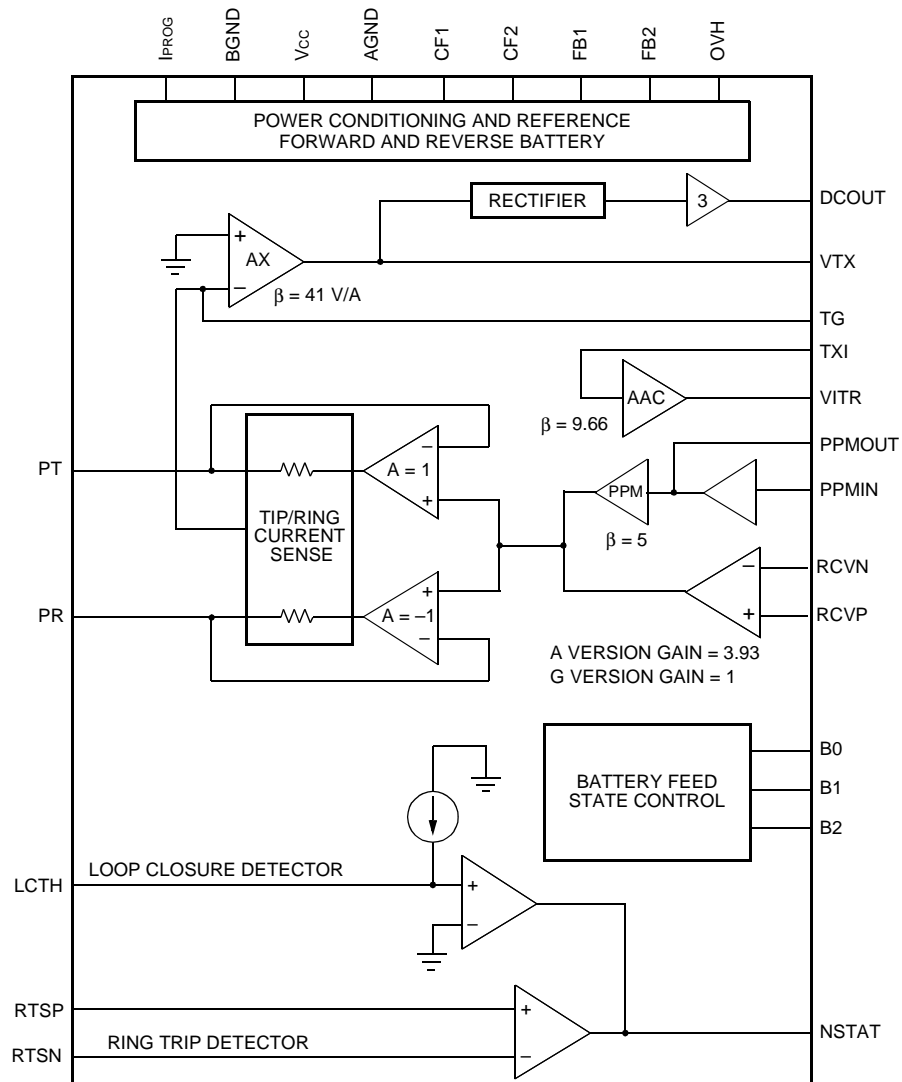 IPROG
BGND
VCC
AGND
CF1
CF2
FB1
FB2
OVH
POWER CONDITIONING AND REFERENCE
FORWARD AND REVERSE BATTERY
RECTIFIER
3
DCOUT
+
AX
−
β = 41 V/A
VTX
TG
TXI
AAC
VITR
β = 9.66
PPMOUT
PT
−
A = 1
+
PPM
PPMIN
β = 5
TIP/RING
CURRENT
SENSE
−
RCVN
PR
+
A = −1
−
+
RCVP
A VERSION GAIN = 3.93
G VERSION GAIN = 1
BATTERY FEED
STATE CONTROL
B0
B1
B2
LCTH
LOOP CLOSURE DETECTOR
+
−
RTSP
+
RTSN
RING TRIP DETECTOR
−
NSTAT